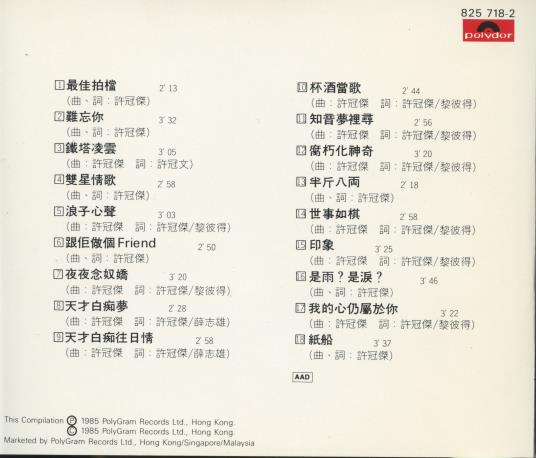 825 718-2
polydor
1 最佳拍檔 2' 13
(曲、詞：許冠傑)
2 難忘你 3' 32
(曲、詞：許冠傑)
3 鐵塔凌雲 3' 05
(曲：許冠傑 詞：許冠文)
4 雙星情歌 2' 58
(曲、詞：許冠傑)
5 浪子心聲 3' 03
(曲：許冠傑 詞：許冠傑/黎彼得)
6 跟佢做個Friend 2' 50
(曲、詞：許冠傑)
7 夜夜念奴嬌 3' 20
(曲：許冠傑 詞：許冠傑/黎彼得)
8 天才白痴夢 2' 28
(曲：許冠傑 詞：許冠傑/薛志雄)
9 天才白痴往日情 2' 58
(曲：許冠傑 詞：許冠傑/薛志雄)
10 杯酒當歌 2' 44
(曲：許冠傑 詞：許冠傑/黎彼得)
11 知音夢裡尋 2' 56
(曲：許冠傑 詞：許冠傑/黎彼得)
12 腐朽化神奇 3' 20
(曲：許冠傑 詞：許冠傑/黎彼得)
13 半斤八両 2' 18
(曲、詞：許冠傑)
14 世事如棋 2' 58
(曲：許冠傑 詞：許冠傑/黎彼得)
15 印象 3' 25
(曲：許冠傑 詞：許冠傑/黎彼得)
16 是雨？是淚？ 3' 46
(曲、詞：許冠傑)
17 我的心仍屬於你 3' 22
(曲：許冠傑 詞：許冠傑/黎彼得)
18 紙船 3' 37
(曲、詞：許冠傑)
AAD
This Compilation Ⓟ 1985 PolyGram Records Ltd., Hong Kong.
© 1985 PolyGram Records Ltd., Hong Kong.
Marketed by PolyGram Records Ltd., Hong Kong/Singapore/Malaysia